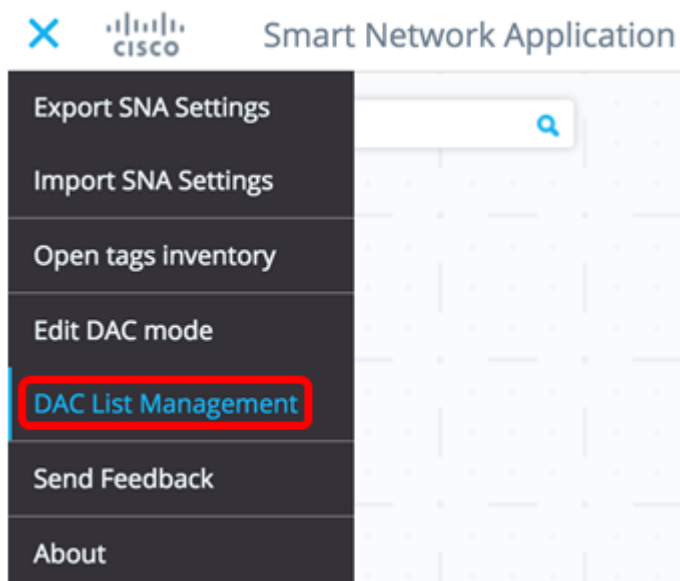 CISCO Smart Network Application
Export SNA Settings
Import SNA Settings
Open tags inventory
Edit DAC mode
DAC List Management
Send Feedback
About